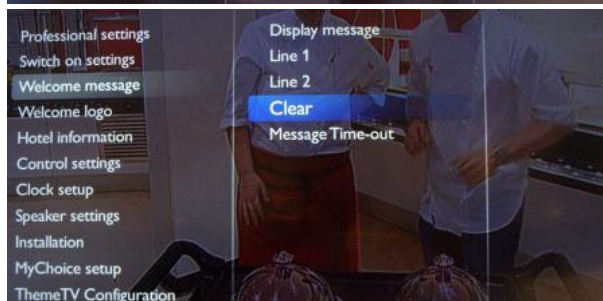 Professional settings
Switch on settings
Welcome message
Welcome logo
Hotel information
Control settings
Clock setup
Speaker settings
Installation
MyChoice setup
ThemeTV Configuration
Display message
Line 1
Line 2
Clear
Message Time-out